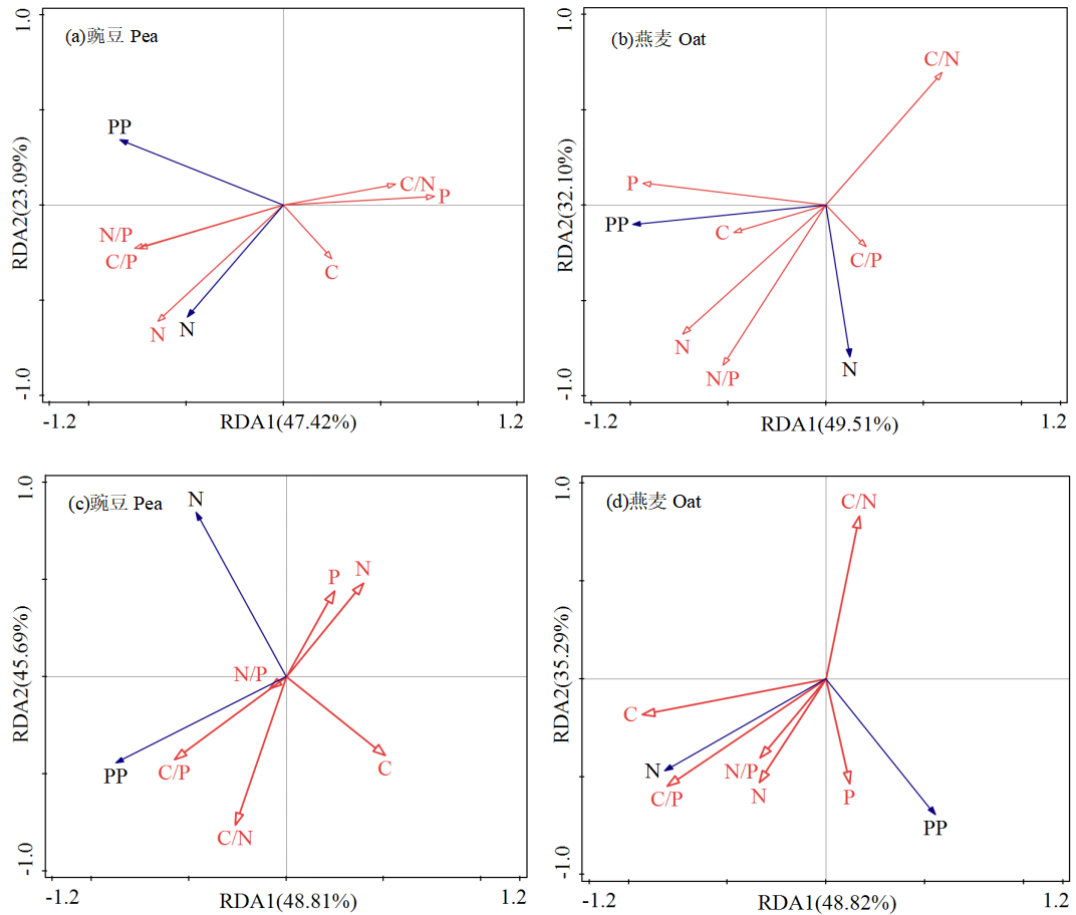 1.0
(a)豌豆 Pea
PP
C/N
P
N/P
C/P
C
N
N
RDA2(23.09%)
-1.0
-1.2
RDA1(47.42%)
1.2
1.0
(b)燕麦 Oat
C/N
P
PP
C
C/P
N
N/P
N
RDA2(32.10%)
-1.0
-1.2
RDA1(49.51%)
1.2
1.0
(c)豌豆 Pea
N
P
N
N/P
PP
C/P
C
C/N
RDA2(45.69%)
-1.0
-1.2
RDA1(48.81%)
1.2
1.0
(d)燕麦 Oat
C/N
C
N
C/P
N/P
N
P
PP
RDA2(35.29%)
-1.0
-1.2
RDA1(48.82%)
1.2